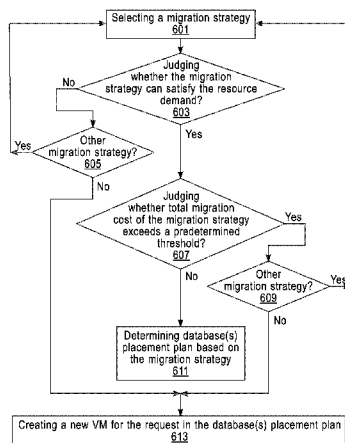 Selecting a migration strategy
601
Judging
whether the migration
strategy can satisfy the resource
demand?
603
No
Yes
Other
migration strategy?
605
Yes
No
Judging
whether total migration
cost of the migration strategy
exceeds a predetermined
threshold?
607
Yes
No
Other
migration strategy?
609
Yes
No
Determining database(s)
placement plan based on
the migration strategy
611
Creating a new VM for the request in the database(s) placement plan
613